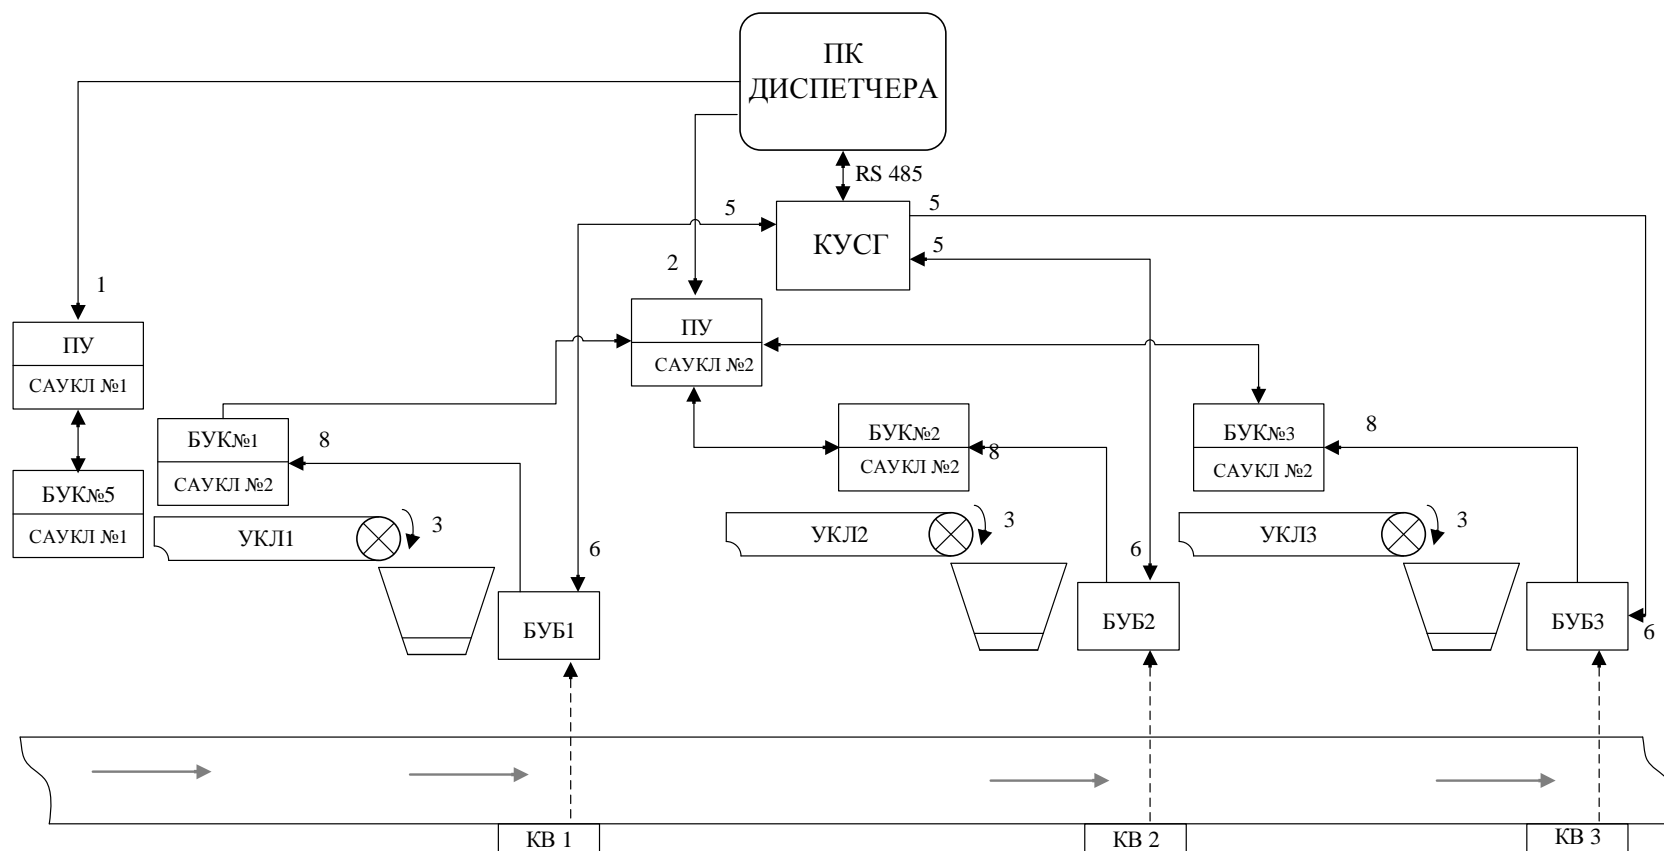 ПК
ДИСПЕТЧЕРА
RS 485
5
5
КУСГ
5
2
1
ПУ
САУКЛ №2
ПУ
САУКЛ №1
БУК№1
САУКЛ №2
8
БУК№2
САУКЛ №2
8
БУК№3
САУКЛ №2
8
БУК№5
САУКЛ №1
УКЛ1
3
УКЛ2
3
УКЛ3
3
6
6
6
БУБ1
БУБ2
БУБ3
КВ 1
КВ 2
КВ 3